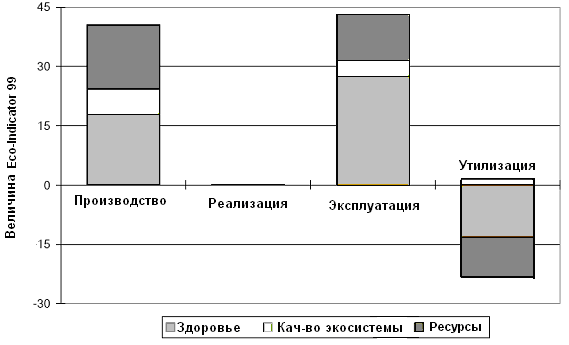 45
30
15
0
-15
-30
Величина Eco-Indicator 99
Производство
Реализация
Эксплуатация
Утилизация
Здоровье Кач-во экосистемы Ресурсы